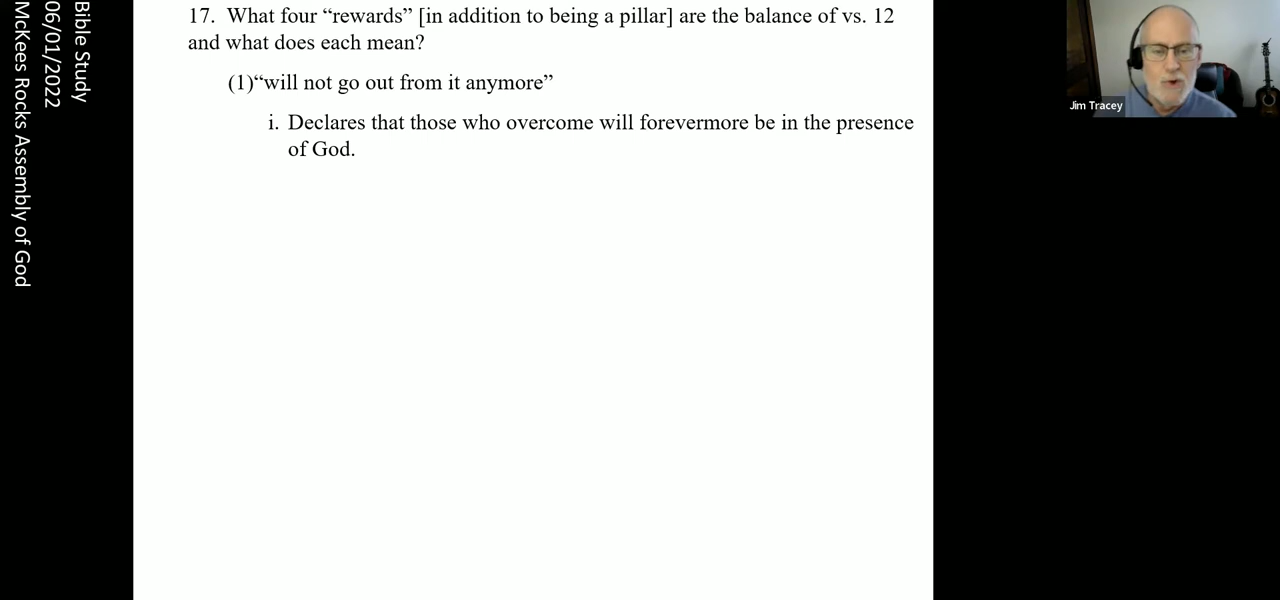 Bible Study
06/01/2022
McKees Rocks Assembly of God
17. What four “rewards” [in addition to being a pillar] are the balance of vs. 12
and what does each mean?
(1)“will not go out from it anymore”
i. Declares that those who overcome will forevermore be in the presence
of God.
Jim Tracey